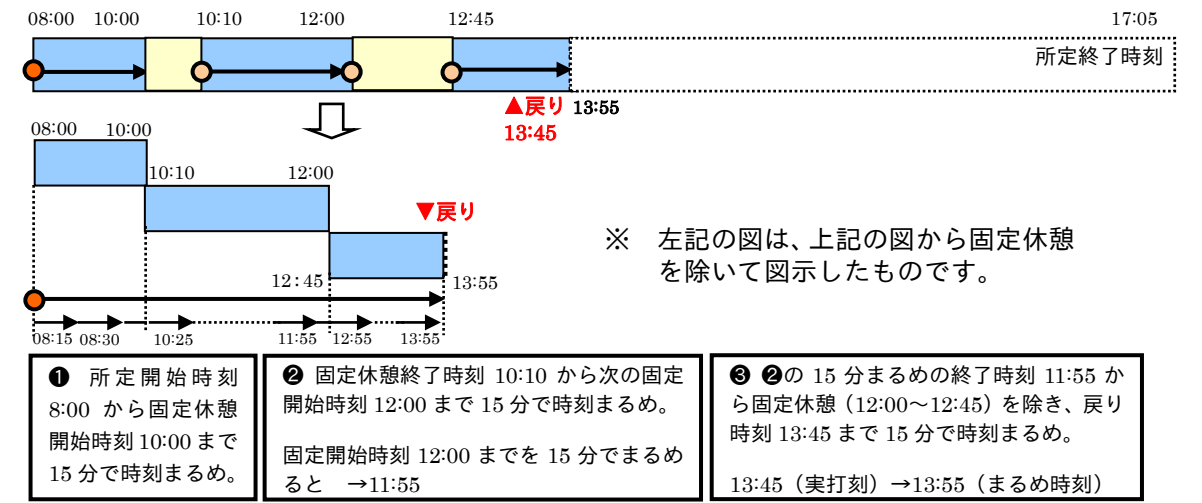 08:00 10:00 10:10 12:00 12:45 17:05
所定終了時刻
▲戻り 13:55
13:45
08:00 10:00
10:10 12:00
▼戻り
※ 左記の図は、上記の図から固定休憩
を除いて図示したものです。
12:45 13:55
08:15 08:30 10:25 11:55 12:55 13:55
❶ 所定開始時刻
8:00 から固定休憩
開始時刻 10:00 まで
15 分で時刻まるめ。
❷ 固定休憩終了時刻 10:10 から次の固定
開始時刻 12:00 まで 15 分で時刻まるめ。
固定開始時刻 12:00 までを 15 分でまるめ
ると →11:55
❸ ❷の 15 分まるめの終了時刻 11:55 か
ら固定休憩（12:00～12:45）を除き、戻り
時刻 13:45 まで 15 分で時刻まるめ。
13:45（実打刻）→13:55（まるめ時刻）